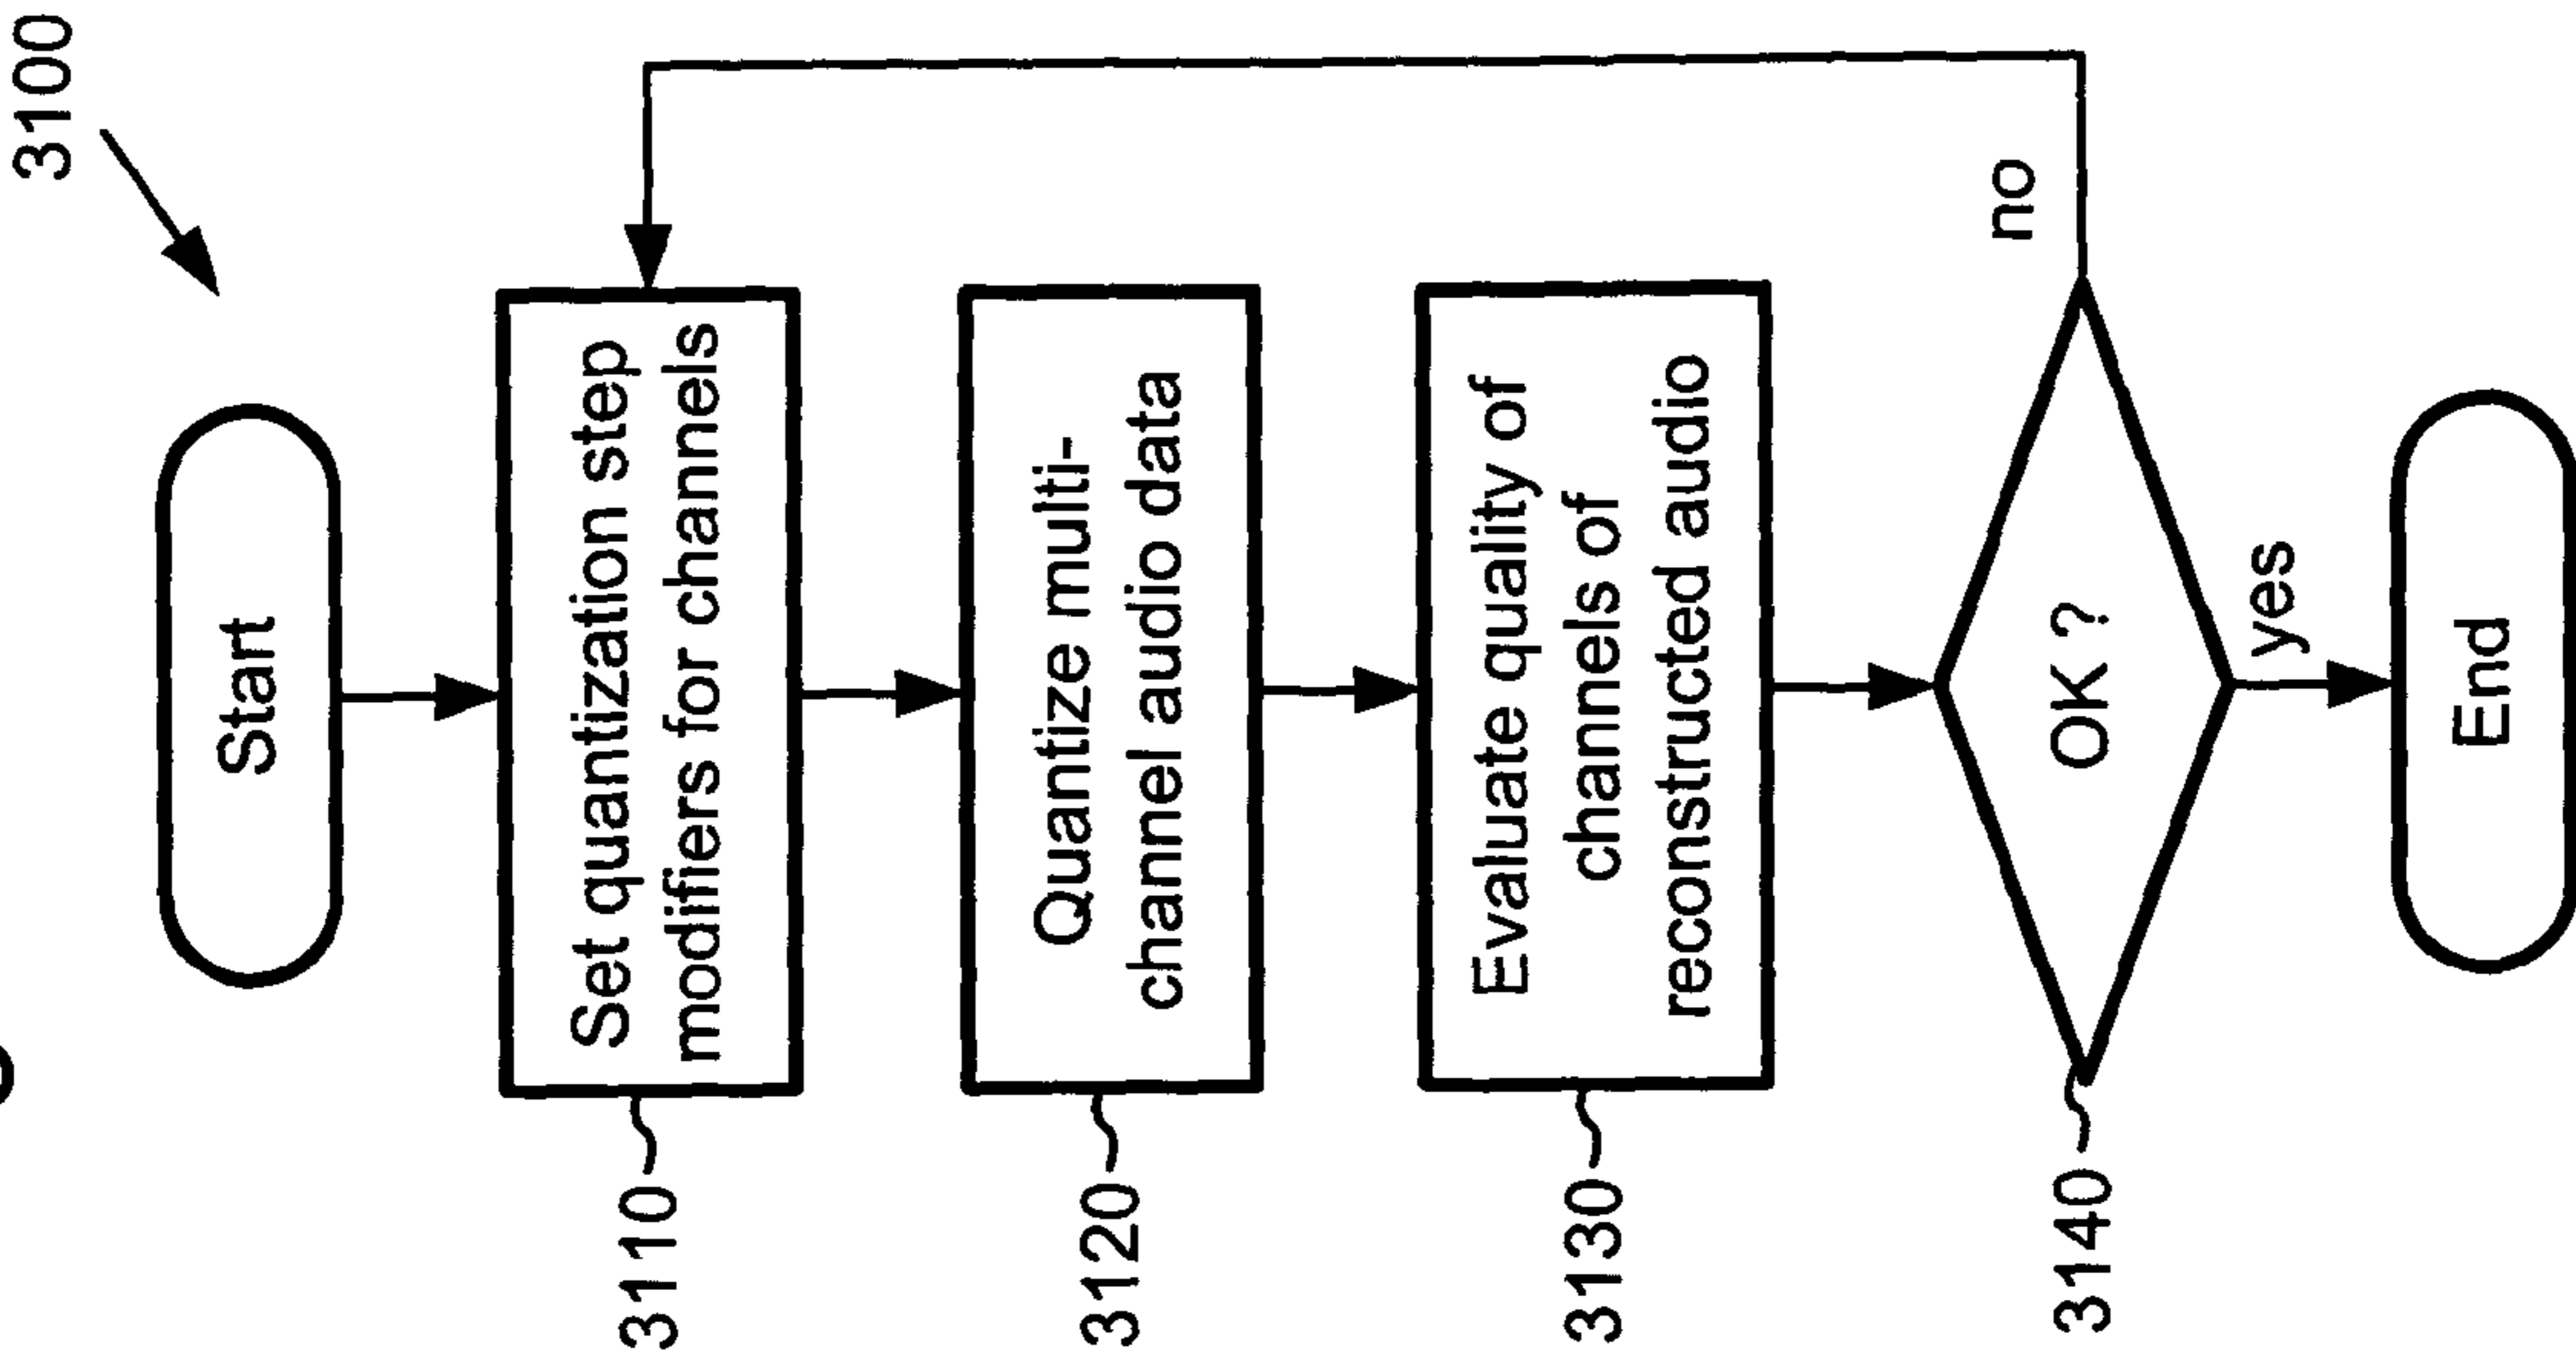 3100
Start
3110
Set quantization step
modifiers for channels
3120
Quantize multi-
channel audio data
3130
Evaluate quality of
channels of
reconstructed audio
3140
OK ?
no
yes
End